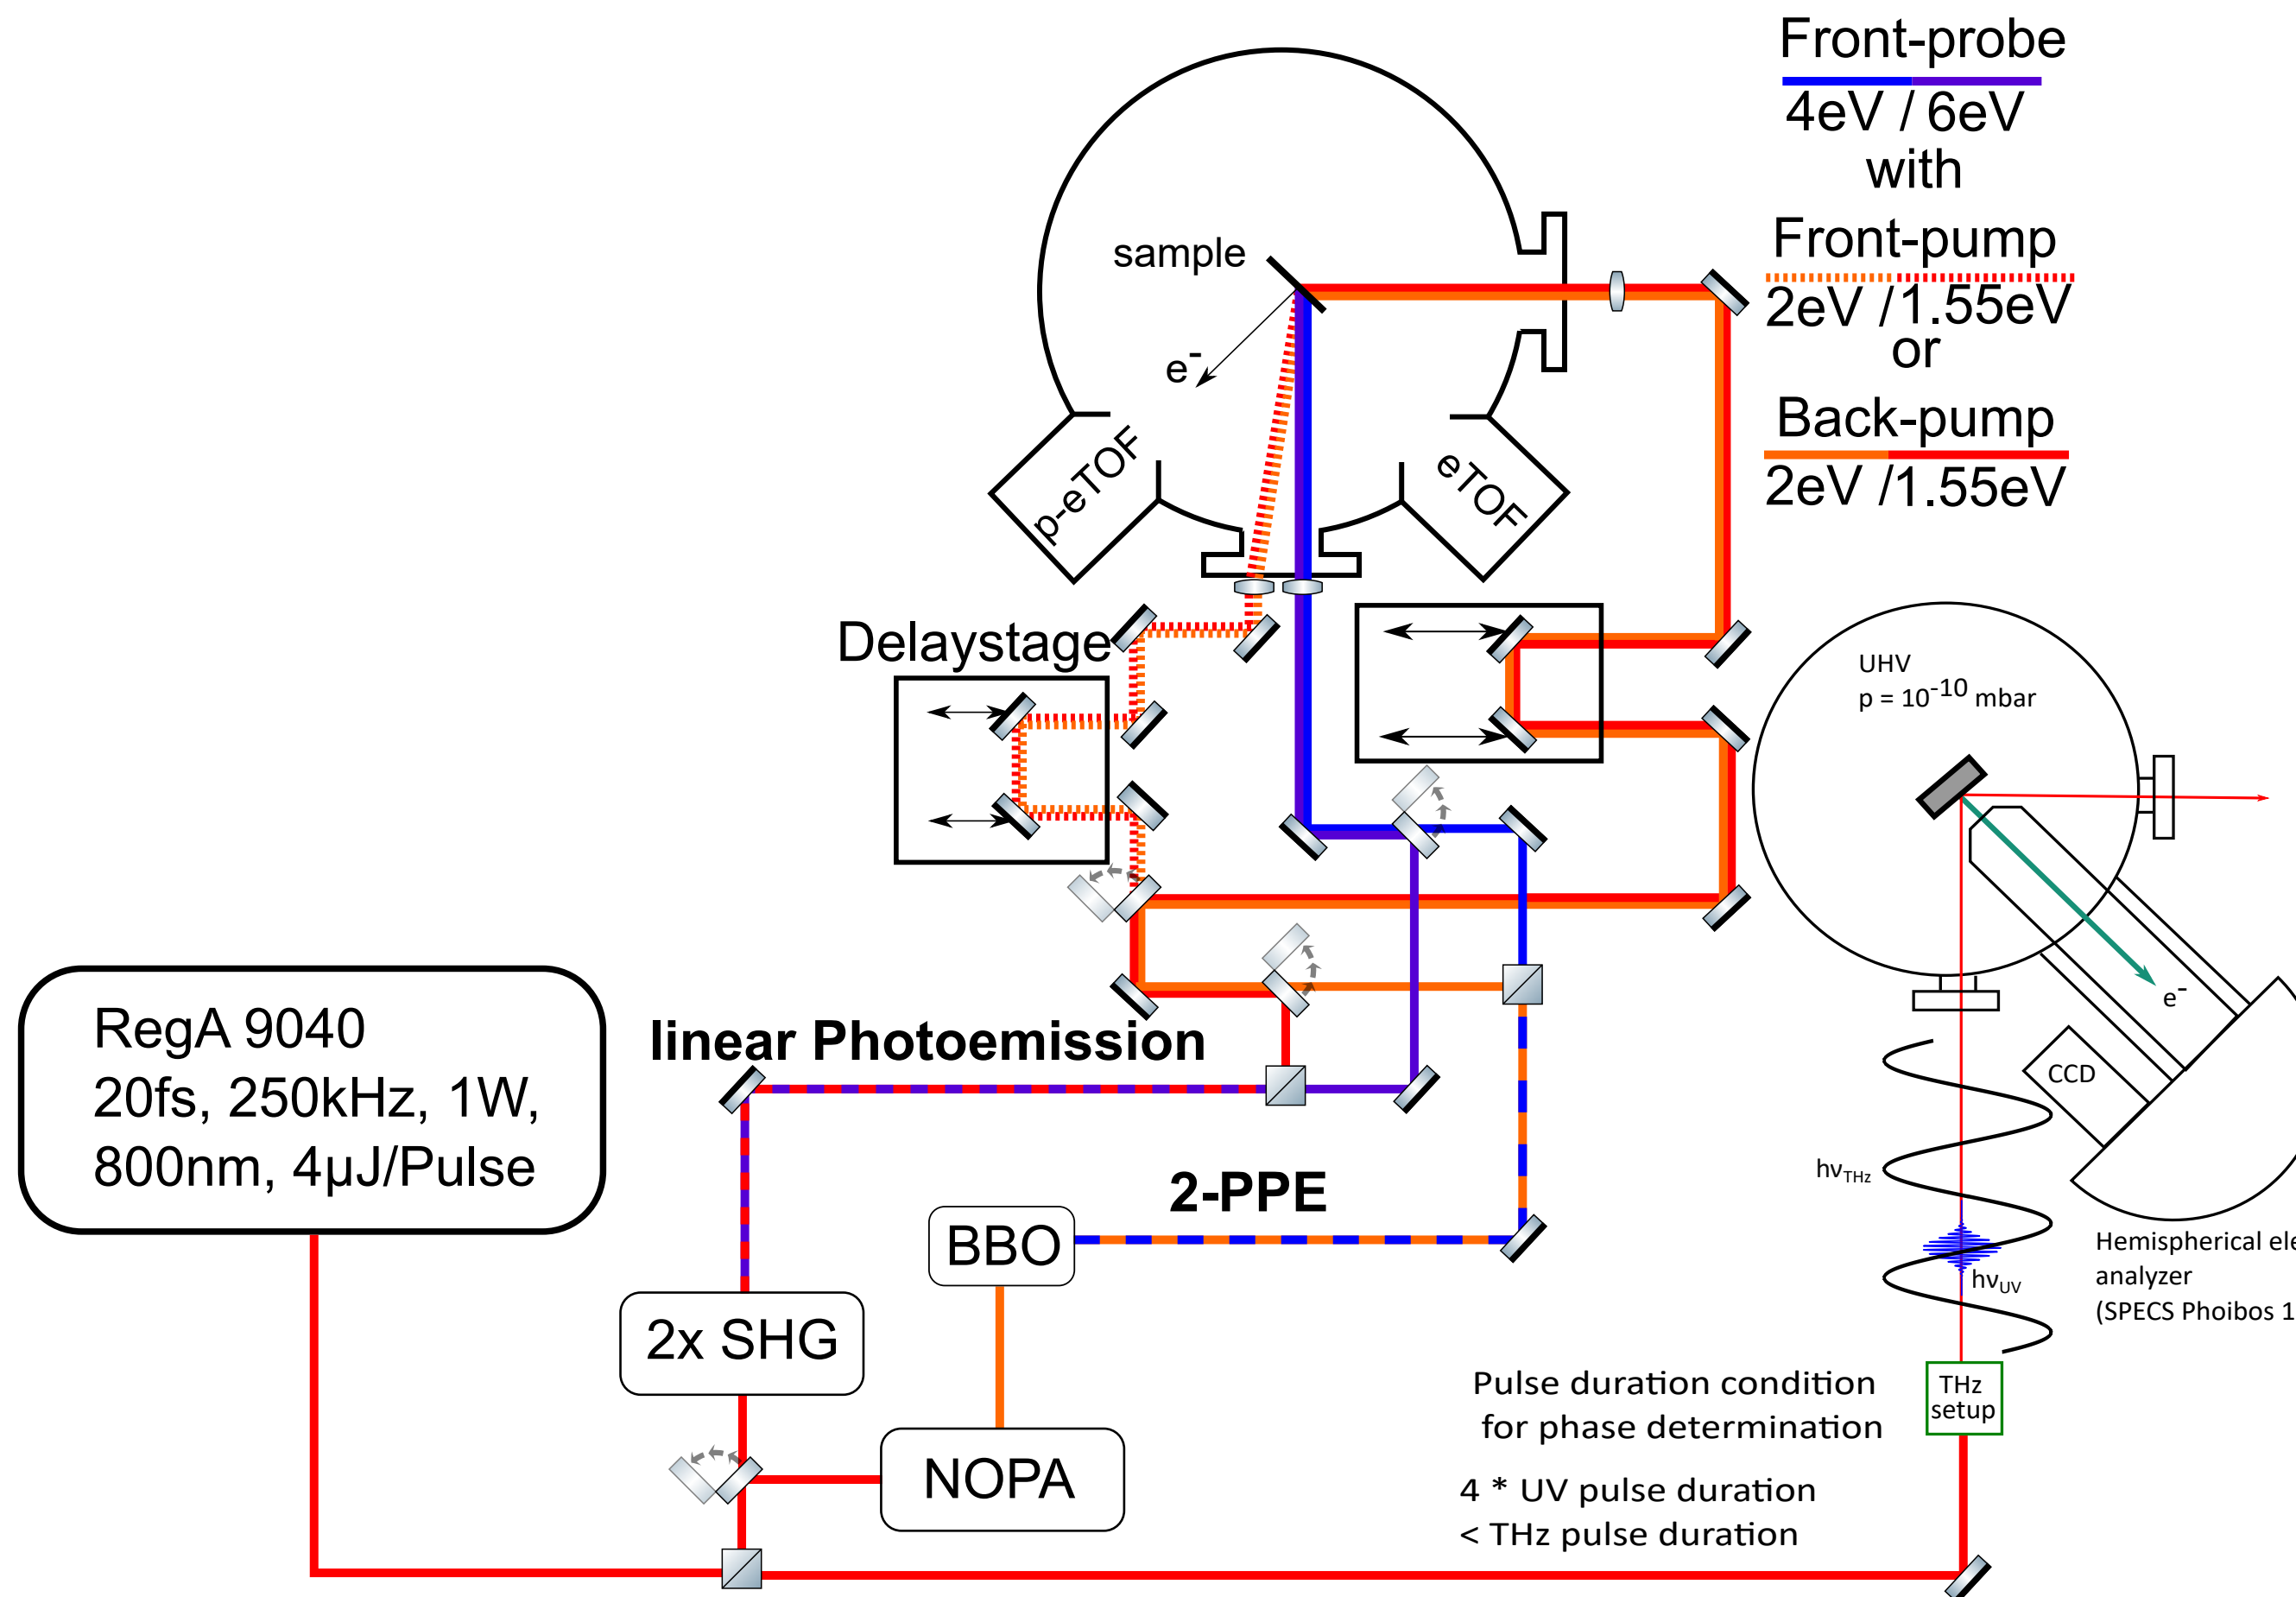 Front-probe
4eV / 6eV
with
Front-pump
2eV /1.55eV
or
Back-pump
2eV /1.55eV
sample
e-
p-eTOF
eTOF
Delaystage
UHV
p = 10-10 mbar
e-
CCD
hνTHz
hνUV
Hemispherical
analyzer
(SPECS Phoibos
THz
setup
RegA 9040
20fs, 250kHz, 1W,
800nm, 4µJ/Pulse
linear Photoemission
2-PPE
BBO
2x SHG
NOPA
Pulse duration condition
for phase determination
4 * UV pulse duration
< THz pulse duration